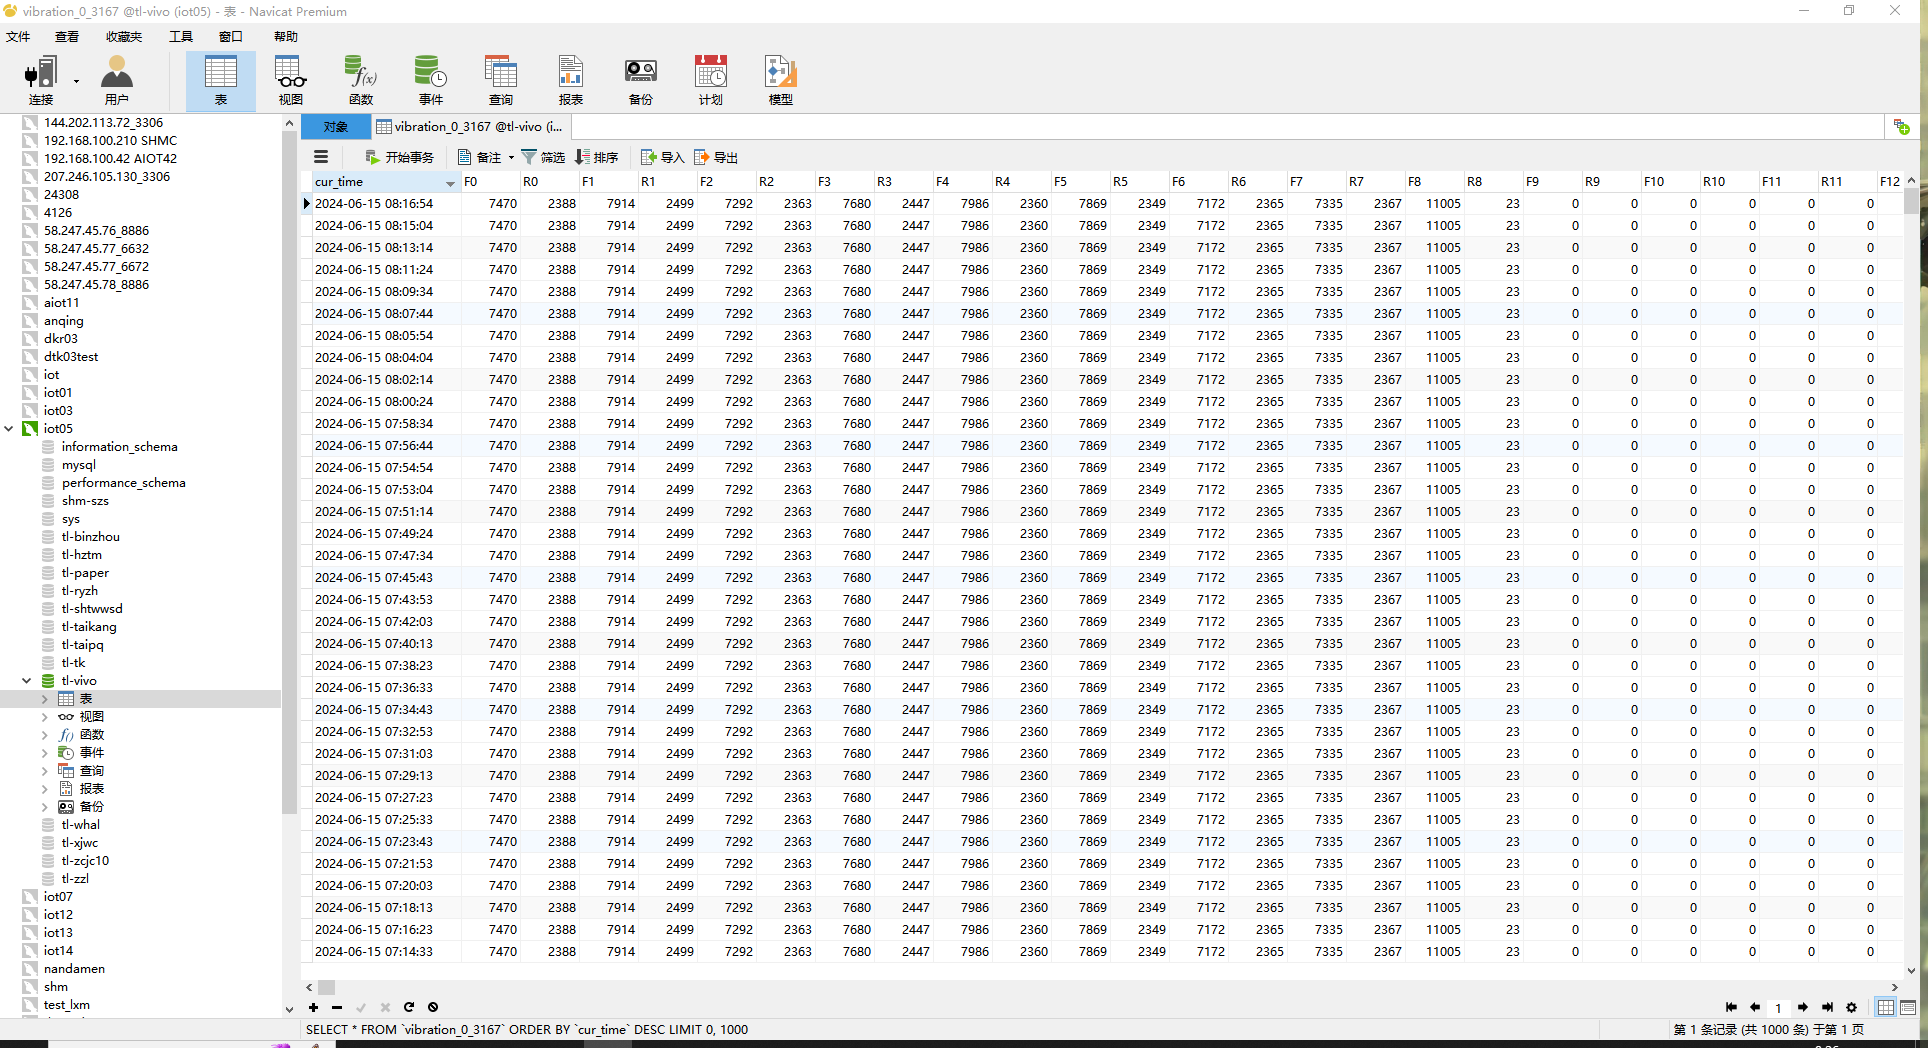 vibration_0_3167 @tl-vivo (iot05) - 表 - Navicat Premium
文件 查看 收藏夹 工具 窗口 帮助
连接 用户 表 视图 函数 事件 查询 报表 备份 计划 模型
144.202.113.72_3306
192.168.100.210 SHMC
192.168.100.42 AIOT42
207.246.105.130_3306
24308
4126
58.247.45.76_8886
58.247.45.77_6632
58.247.45.77_6672
58.247.45.78_8886
aiot11
anqing
dkr03
dtk03test
iot
iot01
iot03
iot05
information_schema
mysql
performance_schema
shm-szs
sys
tl-binzhou
tl-hztm
tl-paper
tl-ryzh
tl-shtwwsd
tl-taikang
tl-taipq
tl-tk
tl-vivo
表
视图
函数
事件
查询
报表
备份
tl-whal
tl-xjwc
tl-zcjc10
tl-zzl
iot07
iot12
iot13
iot14
nandamen
shm
test_lxm
对象 vibration_0_3167 @tl-vivo (i...
开始事务 备注 筛选 排序 导入 导出
cur_time F0 R0 F1 R1 F2 R2 F3 R3 F4 R4 F5 R5 F6 R6 F7 R7 F8 R8 F9 R9 F10 R10 F11 R11 F12
2024-06-15 08:16:54 7470 2388 7914 2499 7292 2363 7680 2447 7986 2360 7869 2349 7172 2365 7335 2367 11005 23 0 0 0 0 0 0
2024-06-15 08:15:04 7470 2388 7914 2499 7292 2363 7680 2447 7986 2360 7869 2349 7172 2365 7335 2367 11005 23 0 0 0 0 0 0
2024-06-15 08:13:14 7470 2388 7914 2499 7292 2363 7680 2447 7986 2360 7869 2349 7172 2365 7335 2367 11005 23 0 0 0 0 0 0
2024-06-15 08:11:24 7470 2388 7914 2499 7292 2363 7680 2447 7986 2360 7869 2349 7172 2365 7335 2367 11005 23 0 0 0 0 0 0
2024-06-15 08:09:34 7470 2388 7914 2499 7292 2363 7680 2447 7986 2360 7869 2349 7172 2365 7335 2367 11005 23 0 0 0 0 0 0
2024-06-15 08:07:44 7470 2388 7914 2499 7292 2363 7680 2447 7986 2360 7869 2349 7172 2365 7335 2367 11005 23 0 0 0 0 0 0
2024-06-15 08:05:54 7470 2388 7914 2499 7292 2363 7680 2447 7986 2360 7869 2349 7172 2365 7335 2367 11005 23 0 0 0 0 0 0
2024-06-15 08:04:04 7470 2388 7914 2499 7292 2363 7680 2447 7986 2360 7869 2349 7172 2365 7335 2367 11005 23 0 0 0 0 0 0
2024-06-15 08:02:14 7470 2388 7914 2499 7292 2363 7680 2447 7986 2360 7869 2349 7172 2365 7335 2367 11005 23 0 0 0 0 0 0
2024-06-15 08:00:24 7470 2388 7914 2499 7292 2363 7680 2447 7986 2360 7869 2349 7172 2365 7335 2367 11005 23 0 0 0 0 0 0
2024-06-15 07:58:34 7470 2388 7914 2499 7292 2363 7680 2447 7986 2360 7869 2349 7172 2365 7335 2367 11005 23 0 0 0 0 0 0
2024-06-15 07:56:44 7470 2388 7914 2499 7292 2363 7680 2447 7986 2360 7869 2349 7172 2365 7335 2367 11005 23 0 0 0 0 0 0
2024-06-15 07:54:54 7470 2388 7914 2499 7292 2363 7680 2447 7986 2360 7869 2349 7172 2365 7335 2367 11005 23 0 0 0 0 0 0
2024-06-15 07:53:04 7470 2388 7914 2499 7292 2363 7680 2447 7986 2360 7869 2349 7172 2365 7335 2367 11005 23 0 0 0 0 0 0
2024-06-15 07:51:14 7470 2388 7914 2499 7292 2363 7680 2447 7986 2360 7869 2349 7172 2365 7335 2367 11005 23 0 0 0 0 0 0
2024-06-15 07:49:24 7470 2388 7914 2499 7292 2363 7680 2447 7986 2360 7869 2349 7172 2365 7335 2367 11005 23 0 0 0 0 0 0
2024-06-15 07:47:34 7470 2388 7914 2499 7292 2363 7680 2447 7986 2360 7869 2349 7172 2365 7335 2367 11005 23 0 0 0 0 0 0
2024-06-15 07:45:43 7470 2388 7914 2499 7292 2363 7680 2447 7986 2360 7869 2349 7172 2365 7335 2367 11005 23 0 0 0 0 0 0
2024-06-15 07:43:53 7470 2388 7914 2499 7292 2363 7680 2447 7986 2360 7869 2349 7172 2365 7335 2367 11005 23 0 0 0 0 0 0
2024-06-15 07:42:03 7470 2388 7914 2499 7292 2363 7680 2447 7986 2360 7869 2349 7172 2365 7335 2367 11005 23 0 0 0 0 0 0
2024-06-15 07:40:13 7470 2388 7914 2499 7292 2363 7680 2447 7986 2360 7869 2349 7172 2365 7335 2367 11005 23 0 0 0 0 0 0
2024-06-15 07:38:23 7470 2388 7914 2499 7292 2363 7680 2447 7986 2360 7869 2349 7172 2365 7335 2367 11005 23 0 0 0 0 0 0
2024-06-15 07:36:33 7470 2388 7914 2499 7292 2363 7680 2447 7986 2360 7869 2349 7172 2365 7335 2367 11005 23 0 0 0 0 0 0
2024-06-15 07:34:43 7470 2388 7914 2499 7292 2363 7680 2447 7986 2360 7869 2349 7172 2365 7335 2367 11005 23 0 0 0 0 0 0
2024-06-15 07:32:53 7470 2388 7914 2499 7292 2363 7680 2447 7986 2360 7869 2349 7172 2365 7335 2367 11005 23 0 0 0 0 0 0
2024-06-15 07:31:03 7470 2388 7914 2499 7292 2363 7680 2447 7986 2360 7869 2349 7172 2365 7335 2367 11005 23 0 0 0 0 0 0
2024-06-15 07:29:13 7470 2388 7914 2499 7292 2363 7680 2447 7986 2360 7869 2349 7172 2365 7335 2367 11005 23 0 0 0 0 0 0
2024-06-15 07:27:23 7470 2388 7914 2499 7292 2363 7680 2447 7986 2360 7869 2349 7172 2365 7335 2367 11005 23 0 0 0 0 0 0
2024-06-15 07:25:33 7470 2388 7914 2499 7292 2363 7680 2447 7986 2360 7869 2349 7172 2365 7335 2367 11005 23 0 0 0 0 0 0
2024-06-15 07:23:43 7470 2388 7914 2499 7292 2363 7680 2447 7986 2360 7869 2349 7172 2365 7335 2367 11005 23 0 0 0 0 0 0
2024-06-15 07:21:53 7470 2388 7914 2499 7292 2363 7680 2447 7986 2360 7869 2349 7172 2365 7335 2367 11005 23 0 0 0 0 0 0
2024-06-15 07:20:03 7470 2388 7914 2499 7292 2363 7680 2447 7986 2360 7869 2349 7172 2365 7335 2367 11005 23 0 0 0 0 0 0
2024-06-15 07:18:13 7470 2388 7914 2499 7292 2363 7680 2447 7986 2360 7869 2349 7172 2365 7335 2367 11005 23 0 0 0 0 0 0
2024-06-15 07:16:23 7470 2388 7914 2499 7292 2363 7680 2447 7986 2360 7869 2349 7172 2365 7335 2367 11005 23 0 0 0 0 0 0
2024-06-15 07:14:33 7470 2388 7914 2499 7292 2363 7680 2447 7986 2360 7869 2349 7172 2365 7335 2367 11005 23 0 0 0 0 0 0
1
SELECT * FROM `vibration_0_3167` ORDER BY `cur_time` DESC LIMIT 0, 1000
第 1 条记录 (共 1000 条) 于第 1 页